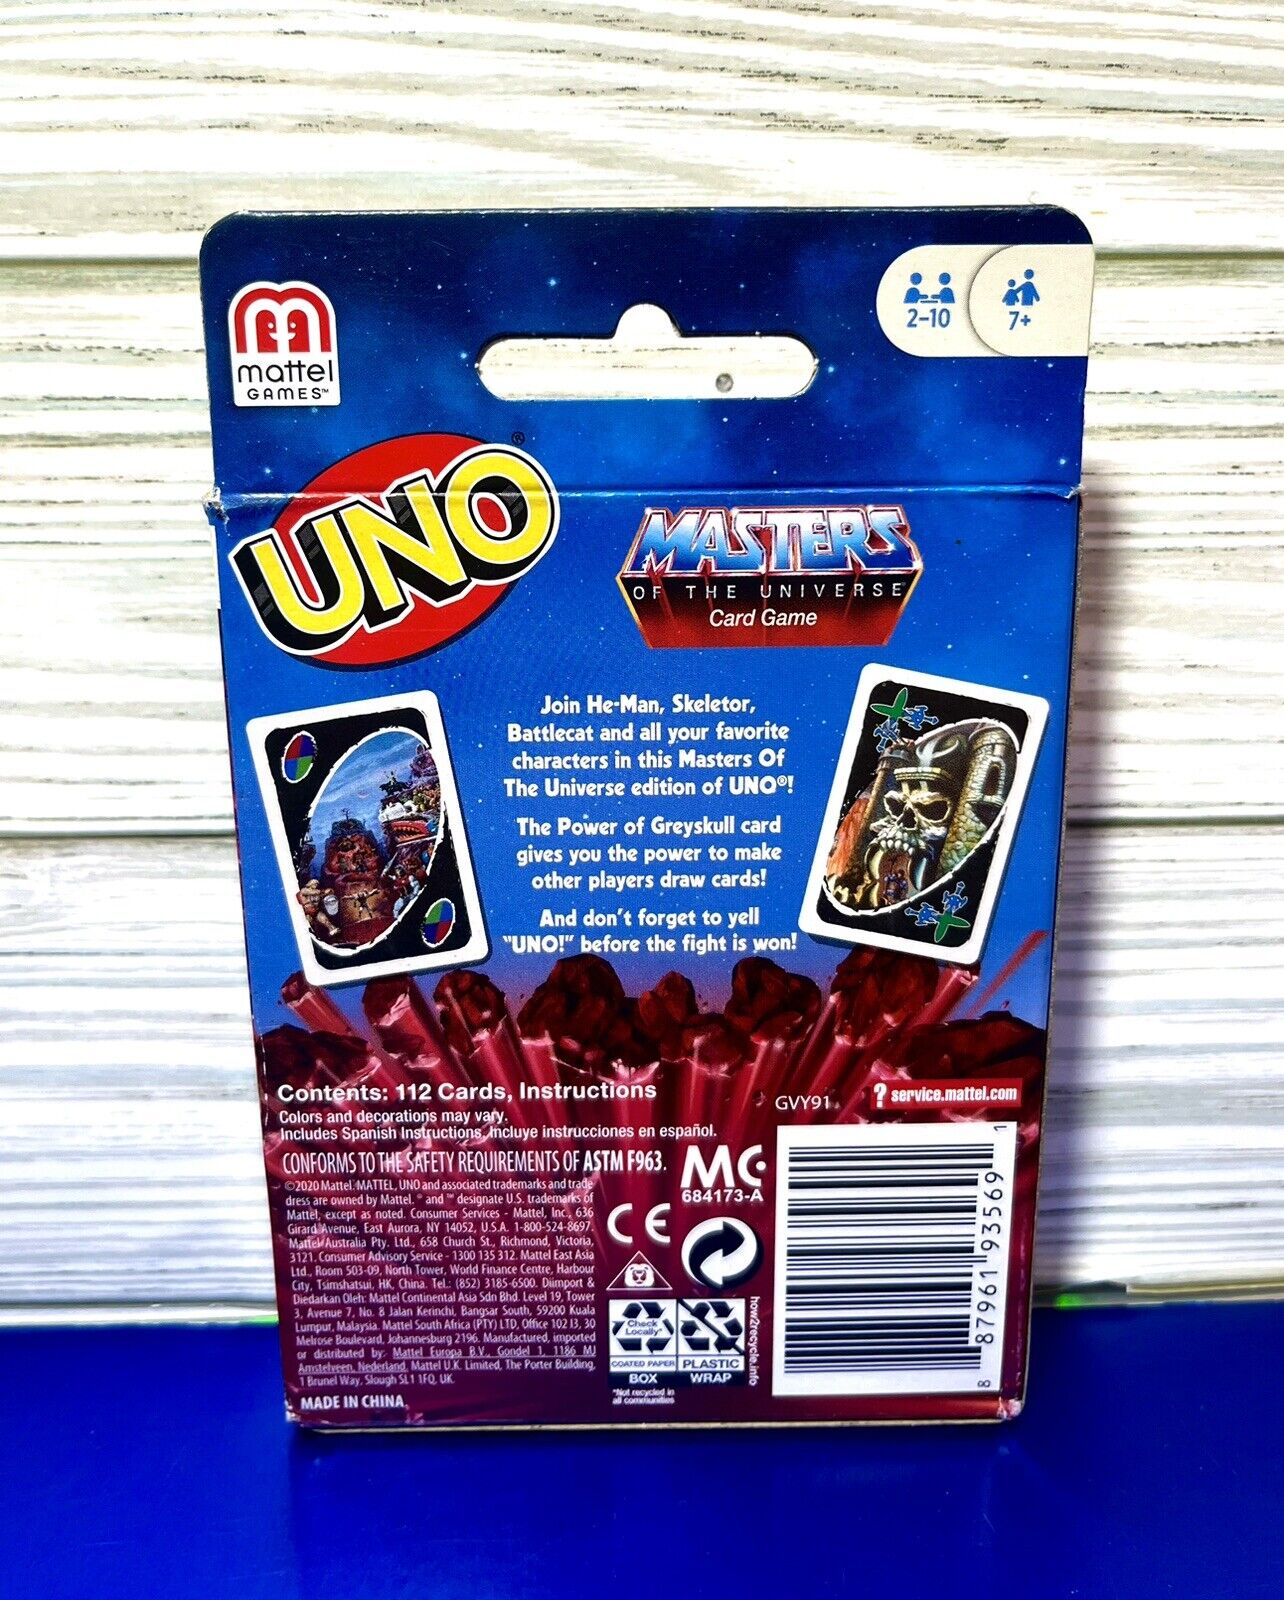 mattel
GAMES™
2–10
7+
UNO®
MASTERS
OF THE UNIVERSE
Card Game
Join He-Man, Skeletor,
Battlecat and all your favorite
characters in this Masters Of
The Universe edition of UNO®!
The Power of Greyskull card
gives you the power to make
other players draw cards!
And don't forget to yell
"UNO!" before the fight is won!
Contents: 112 Cards, Instructions
Colors and decorations may vary.
Includes Spanish Instructions. Incluye instrucciones en español.
GVY91
? service.mattel.com
CONFORMS TO THE SAFETY REQUIREMENTS OF ASTM F963.
©2020 Mattel. MATTEL, UNO and associated trademarks and trade
dress are owned by Mattel. ® and ™ designate U.S. trademarks of
Mattel, except as noted. Consumer Services - Mattel, Inc., 636
Girard Avenue, East Aurora, NY 14052, U.S.A. 1-800-524-8697.
Mattel Australia Pty. Ltd., 658 Church St., Richmond, Victoria,
3121. Consumer Advisory Service - 1300 135 312. Mattel East Asia
Ltd., Room 503-09, North Tower, World Finance Centre, Harbour
City, Tsimshatsui, HK, China. Tel.: (852) 3185-6500. Diimport &
Diedarkan Oleh: Mattel Continental Asia Sdn Bhd. Level 19, Tower
3, Avenue 7, No. 8 Jalan Kerinchi, Bangsar South, 59200 Kuala
Lumpur, Malaysia. Mattel South Africa (PTY) LTD, Office 102 I3, 30
Melrose Boulevard, Johannesburg 2196. Manufactured, imported
or distributed by: Mattel Europa B.V., Gondel 1, 1186 MJ
Amstelveen, Nederland. Mattel U.K. Limited, The Porter Building,
1 Brunel Way, Slough SL1 1FQ, UK.
MADE IN CHINA.
MC
684173-A
CE
Check
Locally*
COATED PAPER
BOX
PLASTIC
WRAP
*Not recycled in
all communities
how2recycle.info
8 87961 93569 1